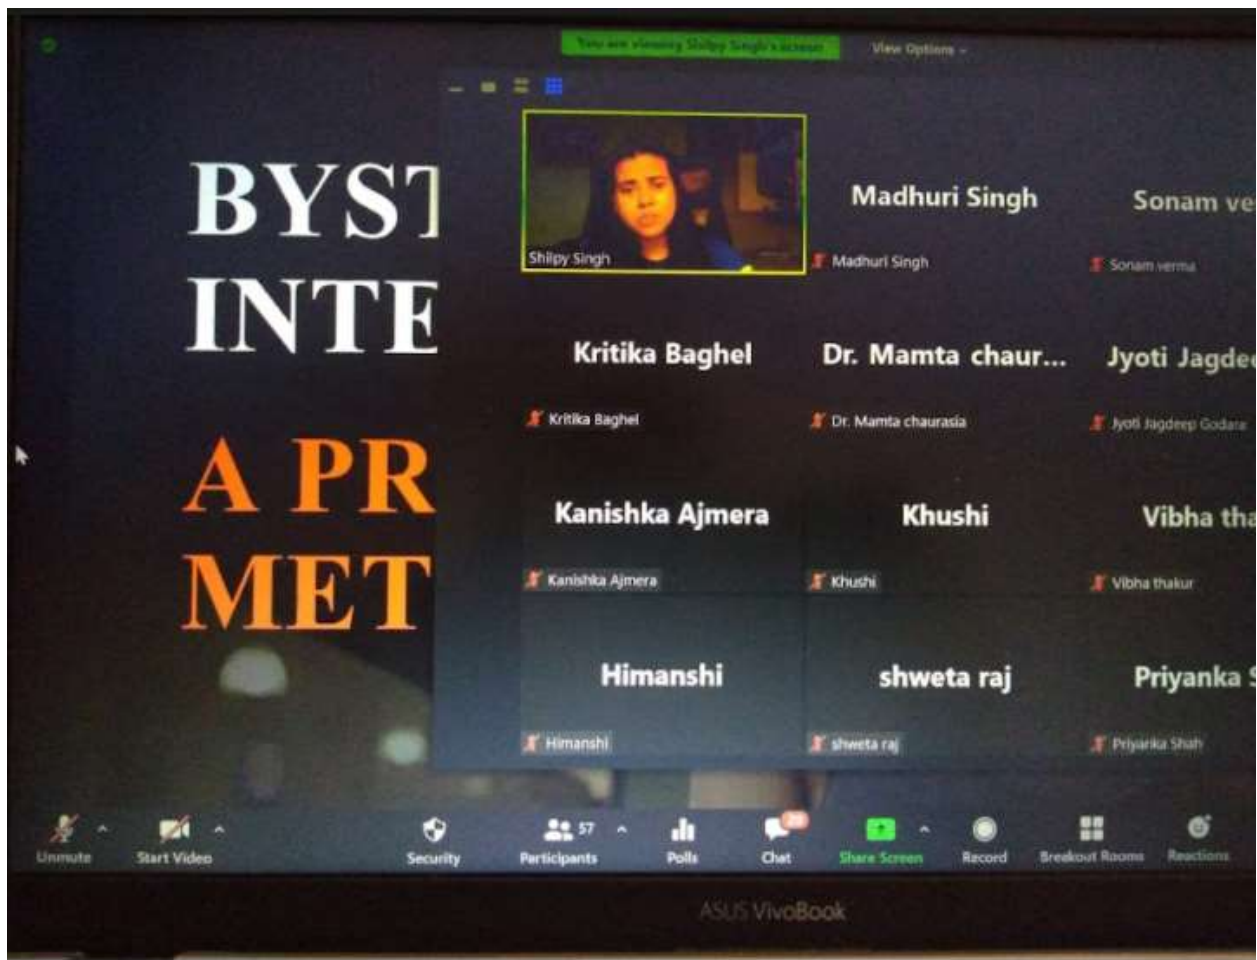 You are viewing Shilpy Singh's screen
View Options
BYST
INTE
A PR
MET
Shilpy Singh
Madhuri Singh
Madhuri Singh
Sonam ve
Sonam verma
Kritika Baghel
Kritika Baghel
Dr. Mamta chaur...
Dr. Mamta chaurasia
Jyoti Jagdee
Jyoti Jagdeep Godara
Kanishka Ajmera
Kanishka Ajmera
Khushi
Khushi
Vibha tha
Vibha thakur
Himanshi
Himanshi
shweta raj
shweta raj
Priyanka S
Priyanka Shah
Unmute
Start Video
Security
57
Participants
Polls
Chat
Share Screen
Record
Breakout Rooms
Reactions
ASUS VivoBook